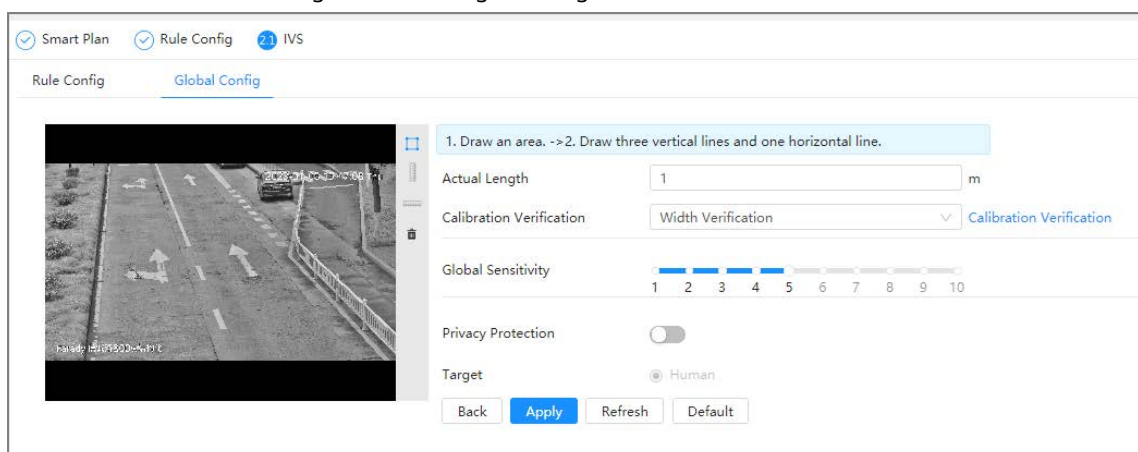 Smart Plan Rule Config 2.1 IVS
Rule Config Global Config
1. Draw an area. ->2. Draw three vertical lines and one horizontal line.
Actual Length 1 m
Calibration Verification Width Verification Calibration Verification
Global Sensitivity
1 2 3 4 5 6 7 8 9 10
Privacy Protection
Target Human
Back Apply Refresh Default